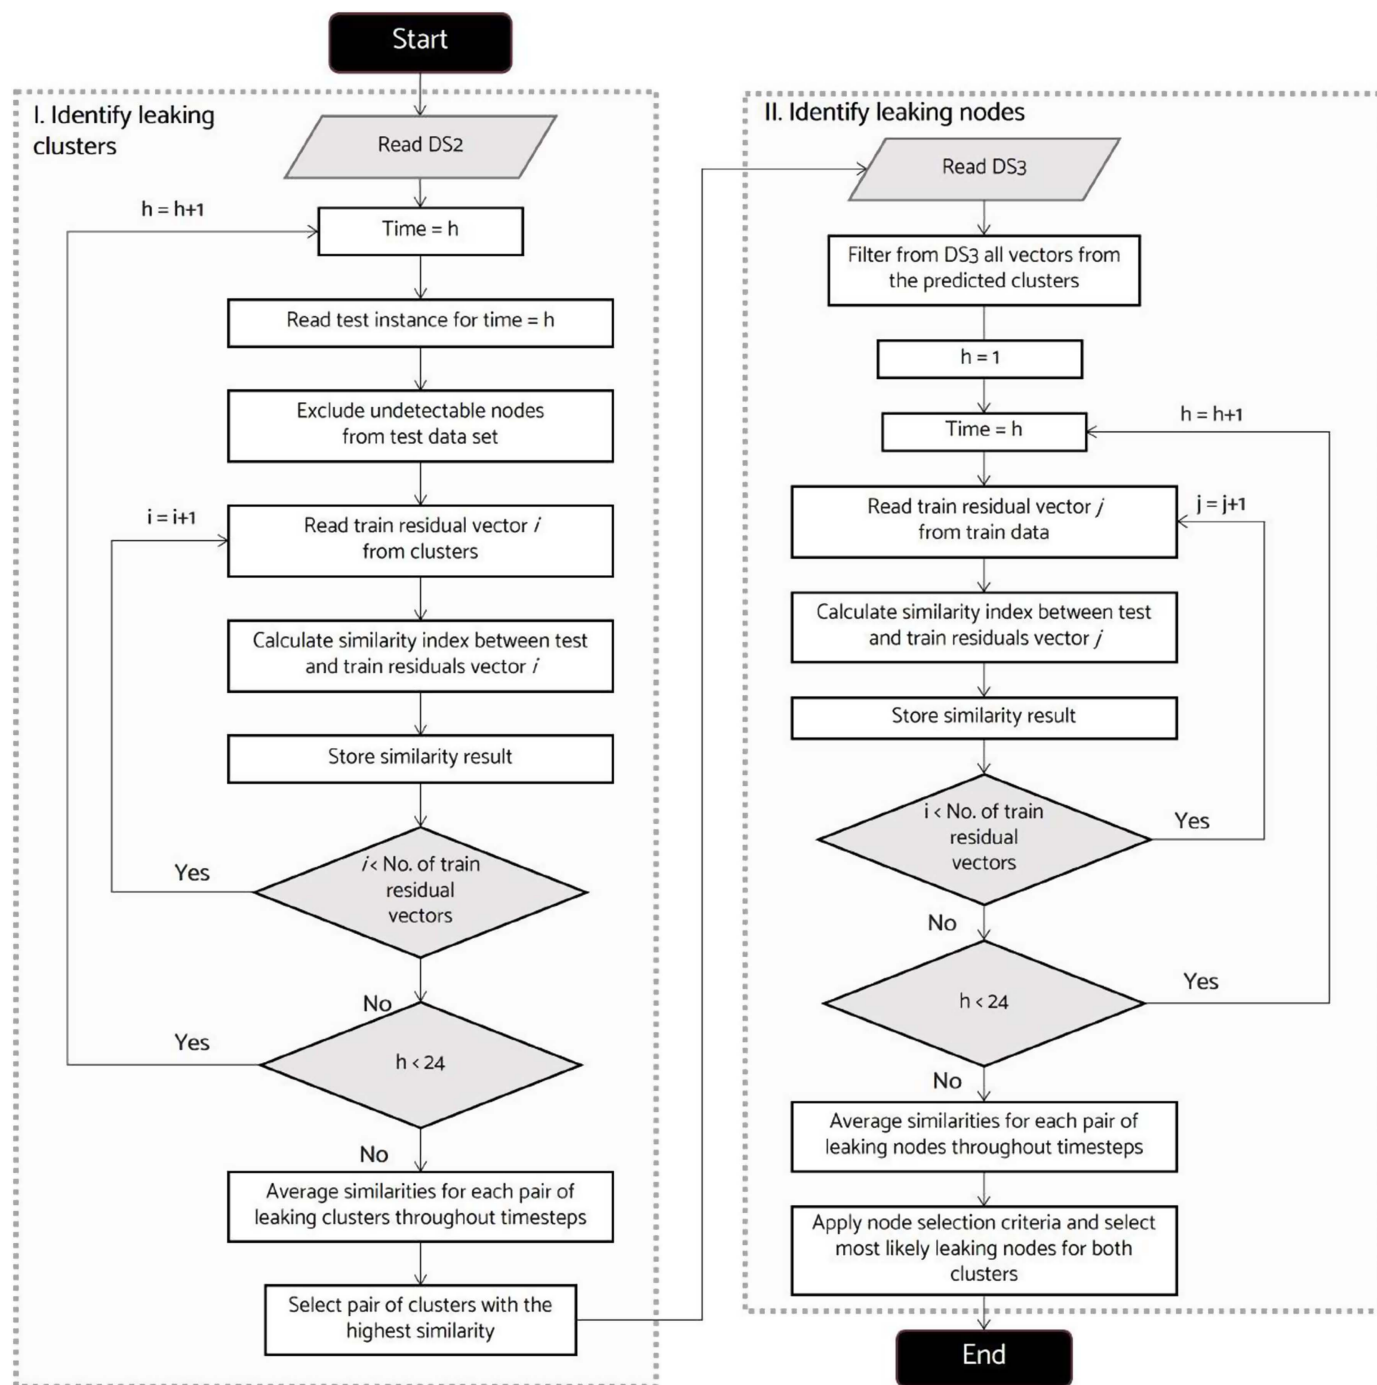 Start
I. Identify leaking
clusters
Read DS2
h = h+1
Time = h
Read test instance for time = h
Exclude undetectable nodes
from test data set
i = i+1
Read train residual vector i
from clusters
Calculate similarity index between test
and train residuals vector i
Store similarity result
i< No. of train
residual
vectors
Yes
No
h < 24
Yes
No
Average similarities for each pair of
leaking clusters throughout timesteps
Select pair of clusters with the
highest similarity
II. Identify leaking nodes
Read DS3
Filter from DS3 all vectors from
the predicted clusters
h = 1
Time = h
h = h+1
Read train residual vector j
from train data
j = j+1
Calculate similarity index between test
and train residuals vector j
Store similarity result
i < No. of train
residual
vectors
Yes
No
h < 24
Yes
No
Average similarities for each pair of
leaking nodes throughout timesteps
Apply node selection criteria and select
most likely leaking nodes for both
clusters
End